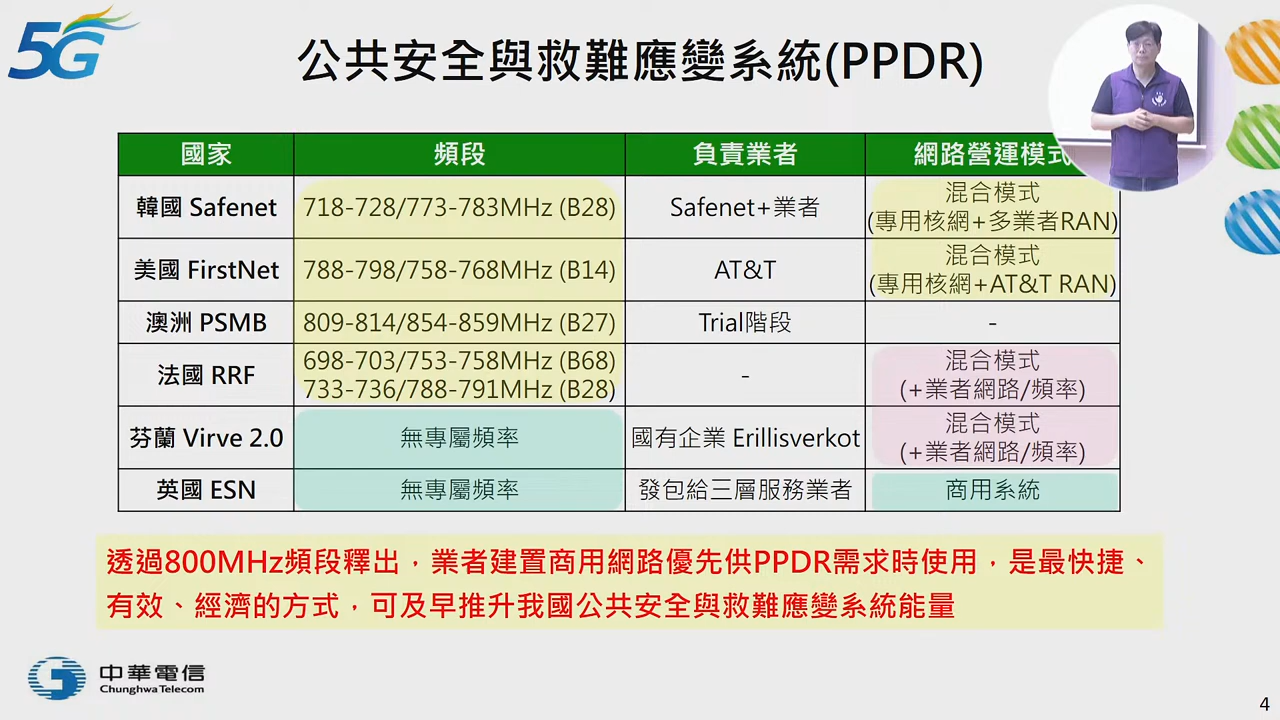 5G
公共安全與救難應變系統(PPDR)
國家 頻段 負責業者 網路營運模式
韓國 Safenet 718-728/773-783MHz (B28) Safenet+業者 混合模式
(專用核網+多業者RAN)
美國 FirstNet 788-798/758-768MHz (B14) AT&T 混合模式
(專用核網+AT&T RAN)
澳洲 PSMB 809-814/854-859MHz (B27) Trial階段 -
法國 RRF 698-703/753-758MHz (B68)
733-736/788-791MHz (B28) - 混合模式
(+業者網路/頻率)
芬蘭 Virve 2.0 無專屬頻率 國有企業 Erillisverkot 混合模式
(+業者網路/頻率)
英國 ESN 無專屬頻率 發包給三層服務業者 商用系統
透過800MHz頻段釋出，業者建置商用網路優先供PPDR需求時使用，是最快捷、
有效、經濟的方式，可及早推升我國公共安全與救難應變系統能量
中華電信
Chunghwa Telecom
4